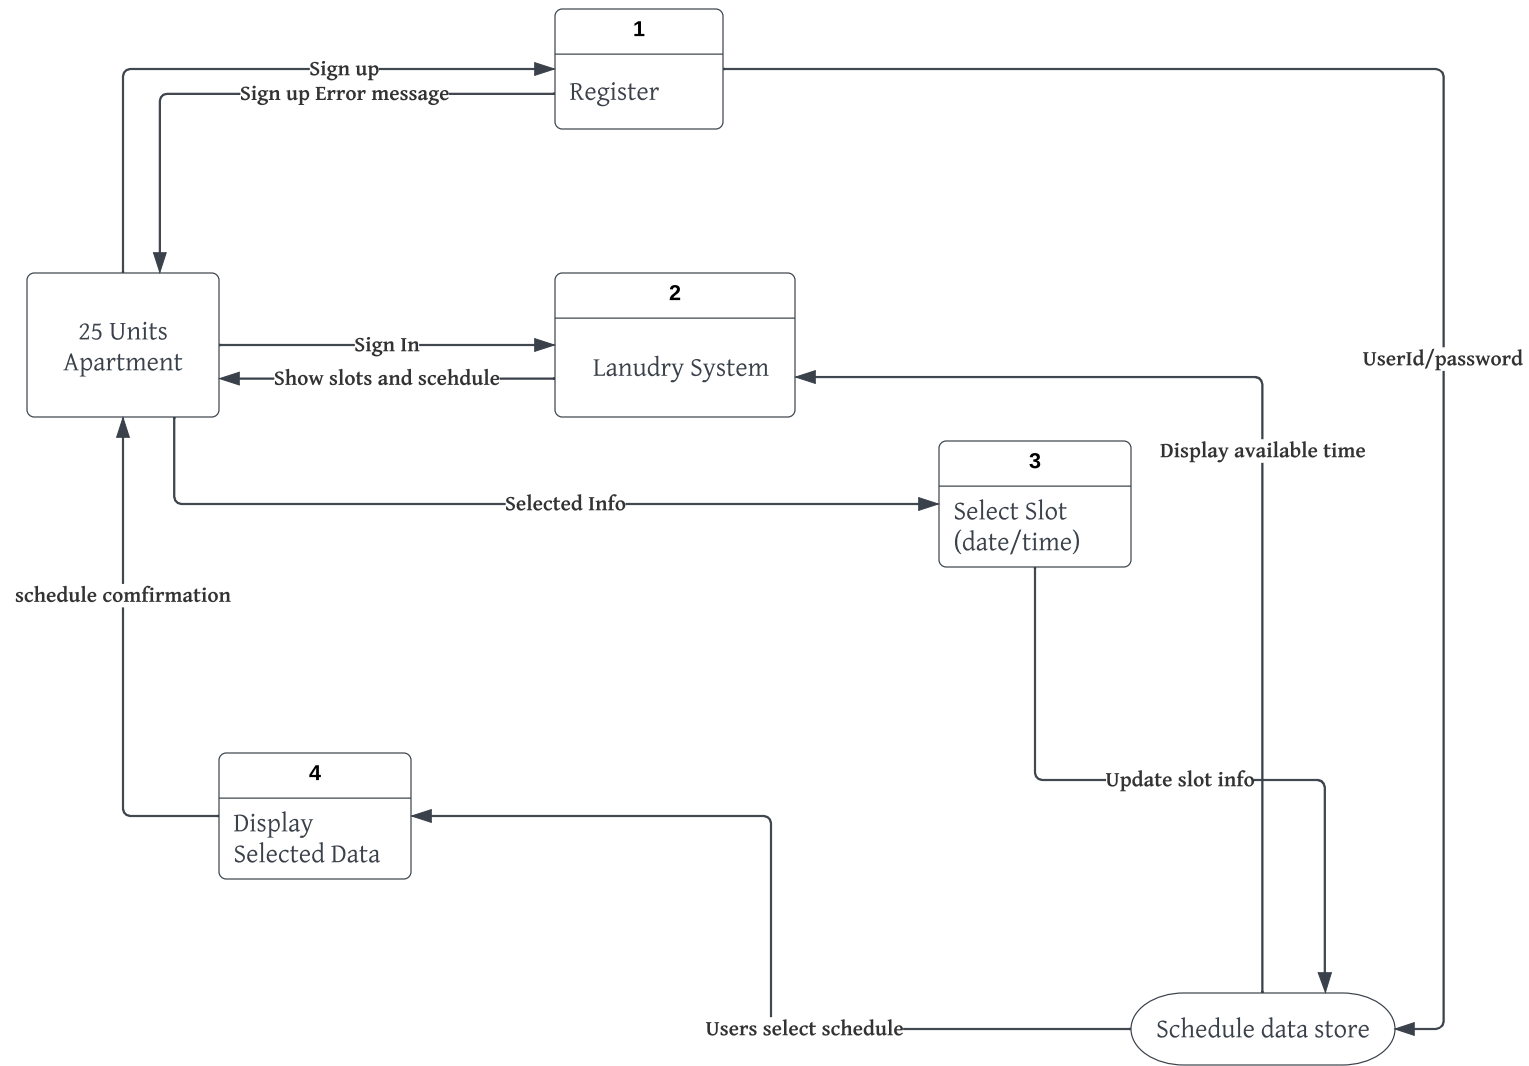 1
Sign up
Sign up Error message
Register
25 Units
Apartment
Sign In
Show slots and scehdule
2
Lanudry System
UserId/password
Display available time
3
Select Slot
(date/time)
Selected Info
schedule comfirmation
4
Display
Selected Data
Update slot info
Users select schedule
Schedule data store